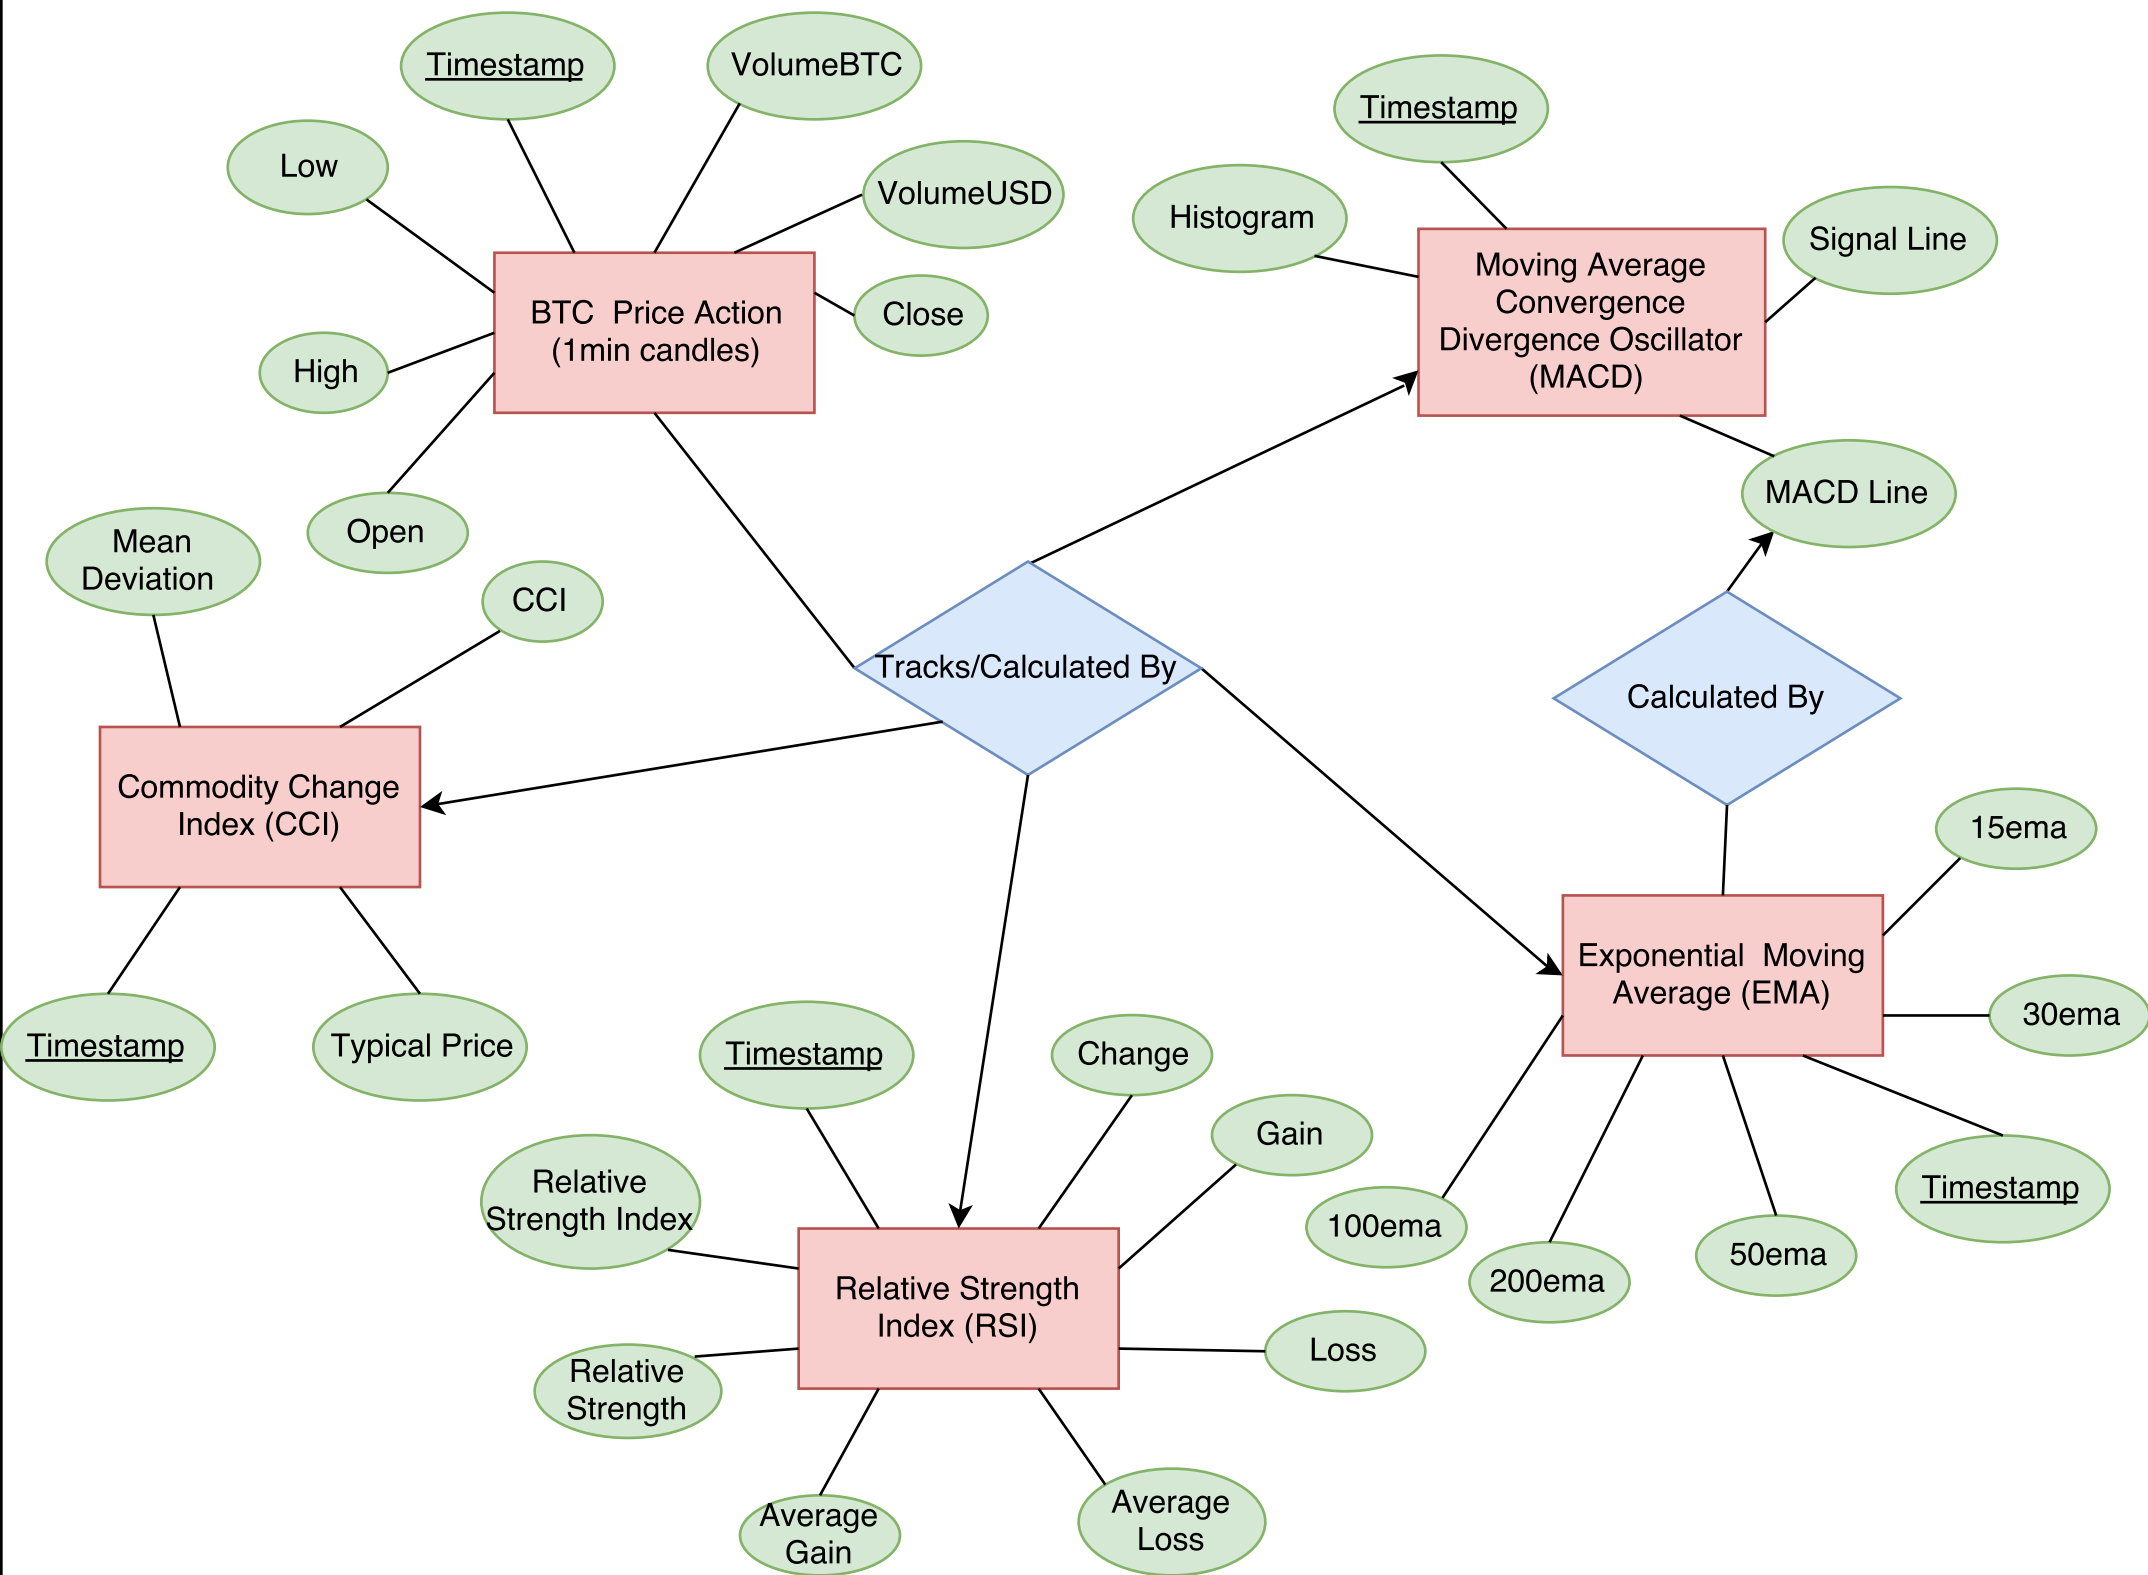 Timestamp
VolumeBTC
Low
VolumeUSD
BTC  Price Action
(1min candles)
Close
High
Open
Timestamp
Histogram
Signal Line
Moving Average
Convergence
Divergence Oscillator
(MACD)
MACD Line
Mean
Deviation
CCI
Commodity Change
Index (CCI)
Timestamp
Typical Price
Tracks/Calculated By
Calculated By
15ema
Exponential  Moving
Average (EMA)
30ema
Timestamp
50ema
200ema
100ema
Timestamp
Change
Gain
Relative
Strength Index
Relative Strength
Index (RSI)
Loss
Relative
Strength
Average
Gain
Average
Loss